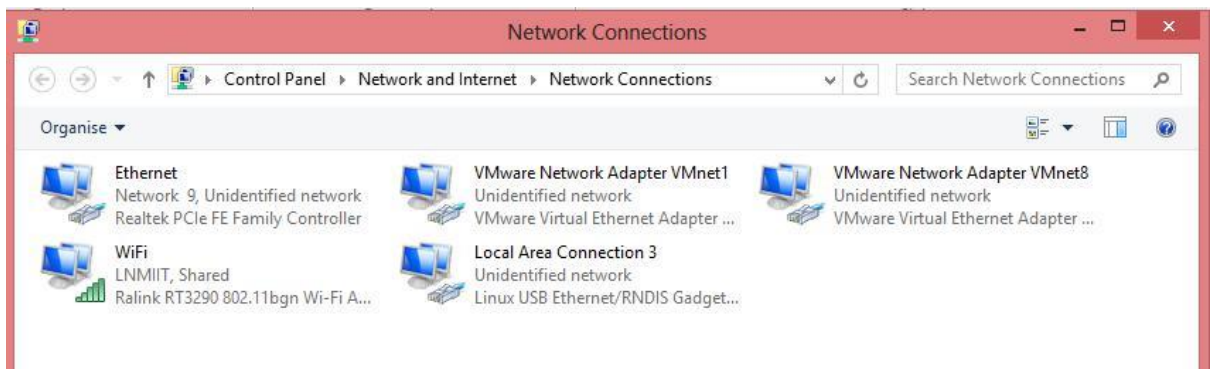 Network Connections
Control Panel Network and Internet Network Connections
Search Network Connections
Organise
Ethernet
Network 9, Unidentified network
Realtek PCIe FE Family Controller
VMware Network Adapter VMnet1
Unidentified network
VMware Virtual Ethernet Adapter ...
VMware Network Adapter VMnet8
Unidentified network
VMware Virtual Ethernet Adapter ...
WiFi
LNMIIT, Shared
Ralink RT3290 802.11bgn Wi-Fi A...
Local Area Connection 3
Unidentified network
Linux USB Ethernet/RNDIS Gadget...